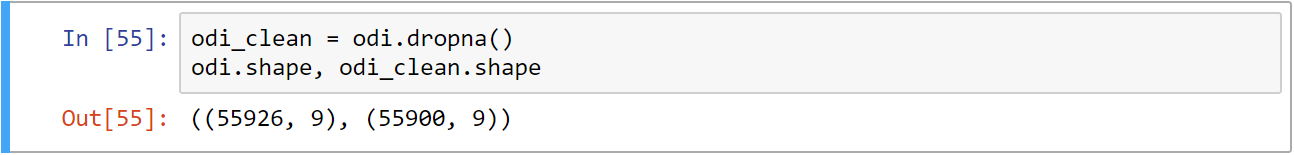 In [55]: odi_clean = odi.dropna()
odi.shape, odi_clean.shape
Out[55]: ((55926, 9), (55900, 9))